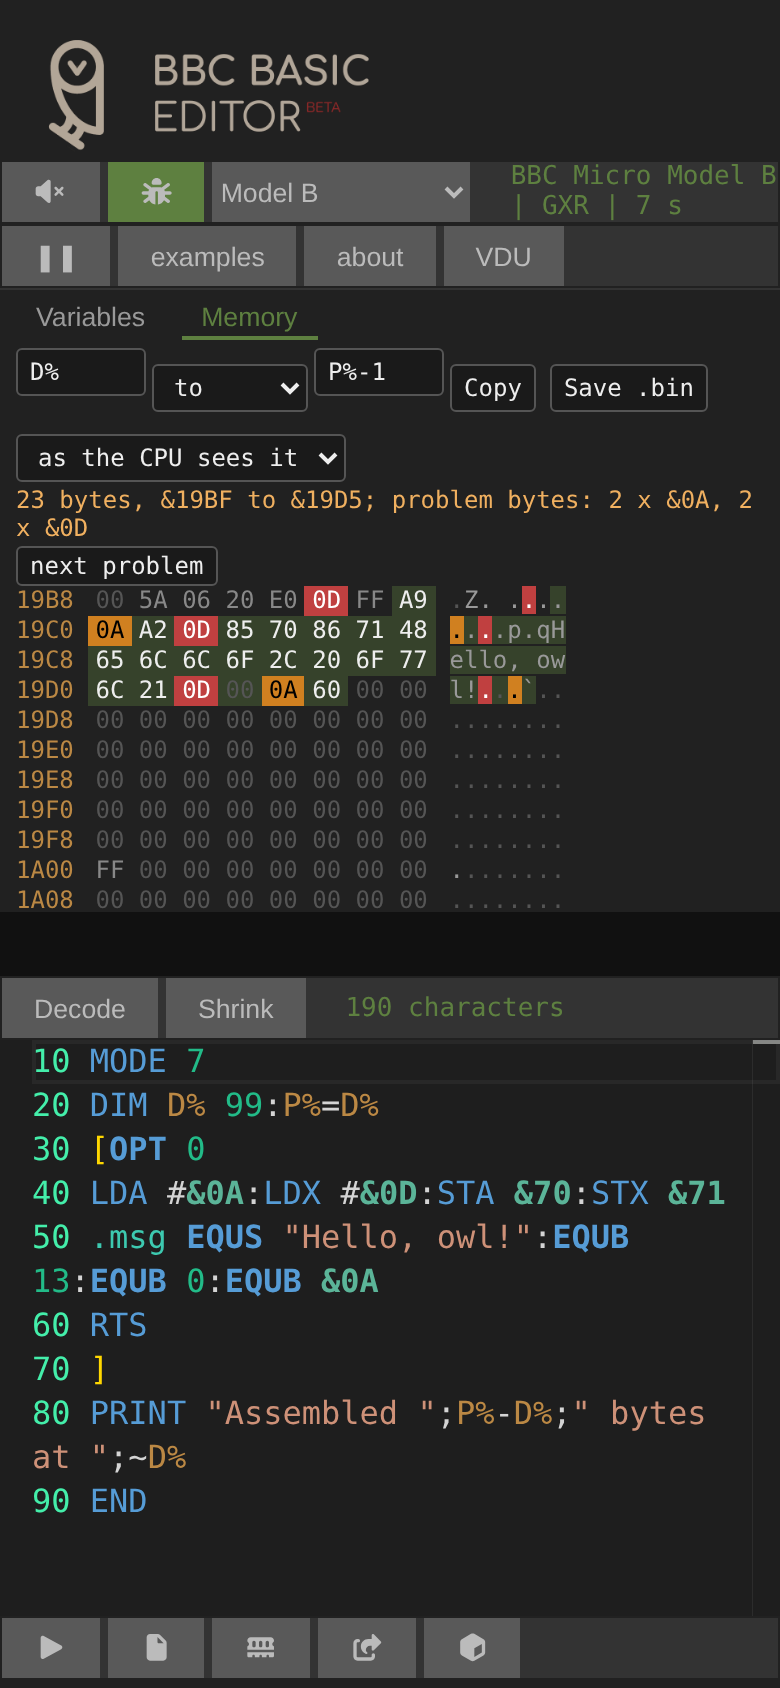 BBC BASIC
EDITOR BETA
Model B
BBC Micro Model B
| GXR | 7 s
examples about VDU
Variables Memory
D% to P%-1 Copy Save .bin
as the CPU sees it
23 bytes, &19BF to &19D5; problem bytes: 2 x &0A, 2
x &0D
next problem
19B8 00 5A 06 20 E0 0D FF A9 .Z. ....
19C0 0A A2 0D 85 70 86 71 48 ....p.qH
19C8 65 6C 6C 6F 2C 20 6F 77 ello, ow
19D0 6C 21 0D 00 0A 60 00 00 l!...`..
19D8 00 00 00 00 00 00 00 00 ........
19E0 00 00 00 00 00 00 00 00 ........
19E8 00 00 00 00 00 00 00 00 ........
19F0 00 00 00 00 00 00 00 00 ........
19F8 00 00 00 00 00 00 00 00 ........
1A00 FF 00 00 00 00 00 00 00 ........
1A08 00 00 00 00 00 00 00 00 ........
Decode Shrink 190 characters
10 MODE 7
20 DIM D% 99:P%=D%
30 [OPT 0
40 LDA #&0A:LDX #&0D:STA &70:STX &71
50 .msg EQUS "Hello, owl!":EQUB
13:EQUB 0:EQUB &0A
60 RTS
70 ]
80 PRINT "Assembled ";P%-D%;" bytes
at ";~D%
90 END